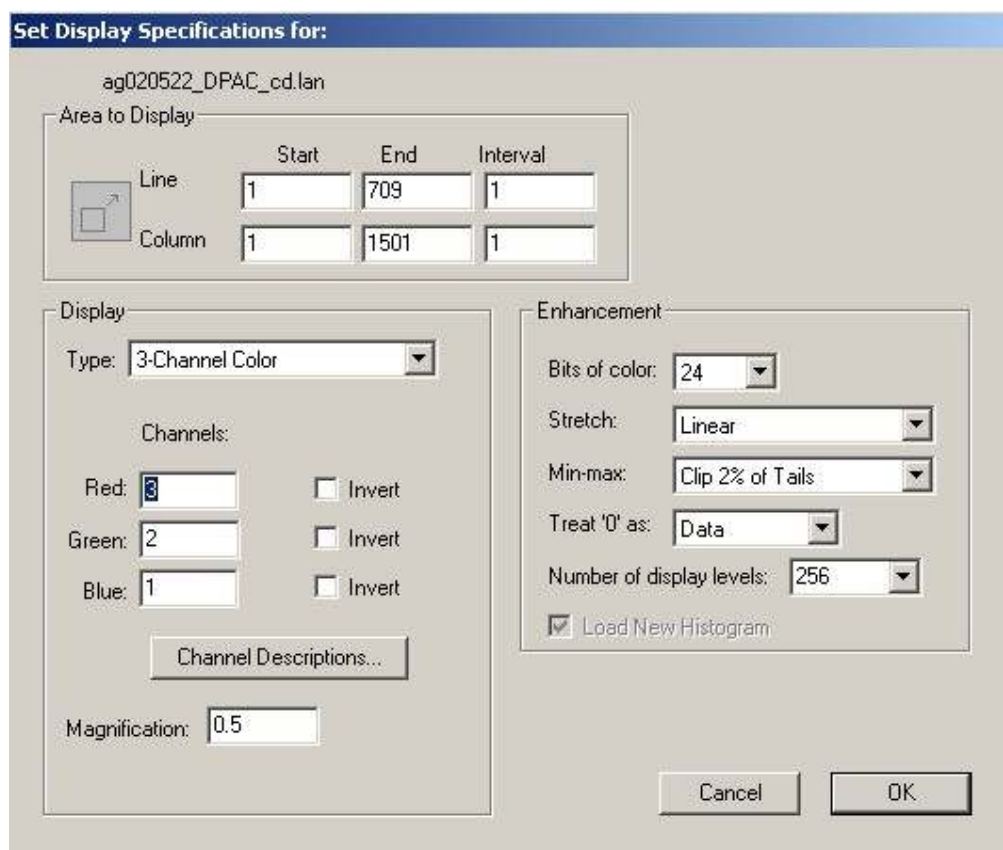 Set Display Specifications for:
ag020522_DPAC_cd.lan
Area to Display
Start End Interval
Line 1 709 1
Column 1 1501 1
Display
Type: 3-Channel Color
Channels:
Red: 3 Invert
Green: 2 Invert
Blue: 1 Invert
Channel Descriptions...
Magnification: 0.5
Enhancement
Bits of color: 24
Stretch: Linear
Min-max: Clip 2% of Tails
Treat '0' as: Data
Number of display levels: 256
Load New Histogram
Cancel OK